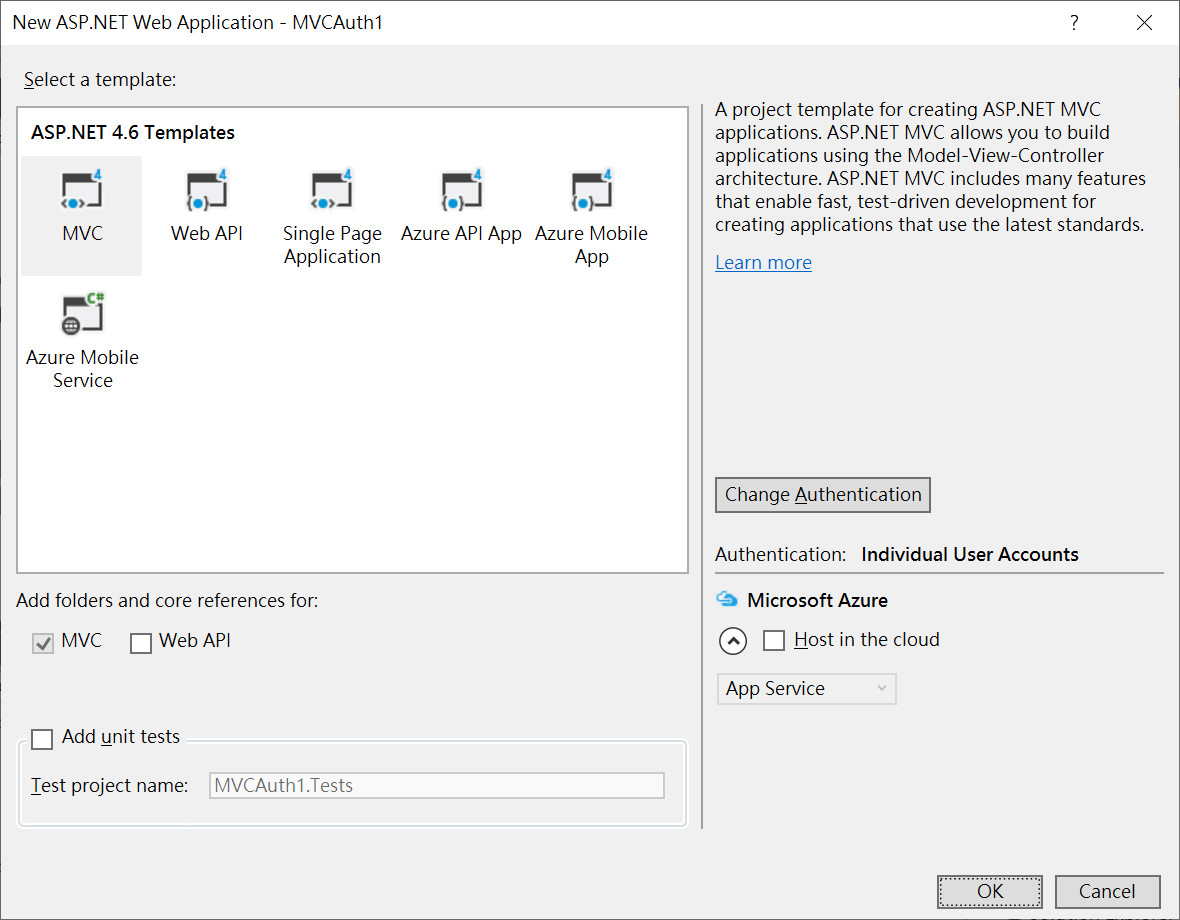 New ASP.NET Web Application - MVCAuth1
?
Select a template:
ASP.NET 4.6 Templates
4
MVC
4
Web API
4
Single Page
Application
4
Azure API App
4
Azure Mobile
App
C#
Azure Mobile
Service
A project template for creating ASP.NET MVC
applications. ASP.NET MVC allows you to build
applications using the Model-View-Controller
architecture. ASP.NET MVC includes many features
that enable fast, test-driven development for
creating applications that use the latest standards.
Learn more
Change Authentication
Authentication: Individual User Accounts
Microsoft Azure
Host in the cloud
App Service
Add folders and core references for:
MVC
Web API
Add unit tests
Test project name: MVCAuth1.Tests
OK
Cancel